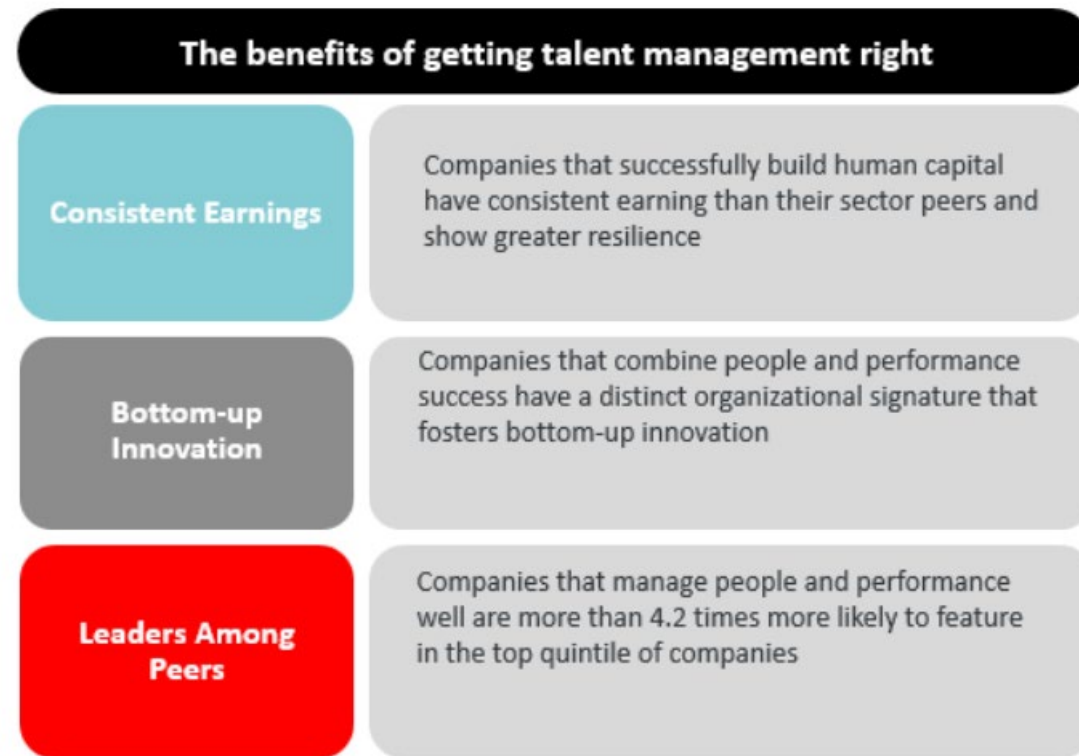 The benefits of getting talent management right
Consistent Earnings
Companies that successfully build human capital
have consistent earning than their sector peers and
show greater resilience
Bottom-up
Innovation
Companies that combine people and performance
success have a distinct organizational signature that
fosters bottom-up innovation
Leaders Among
Peers
Companies that manage people and performance
well are more than 4.2 times more likely to feature
in the top quintile of companies